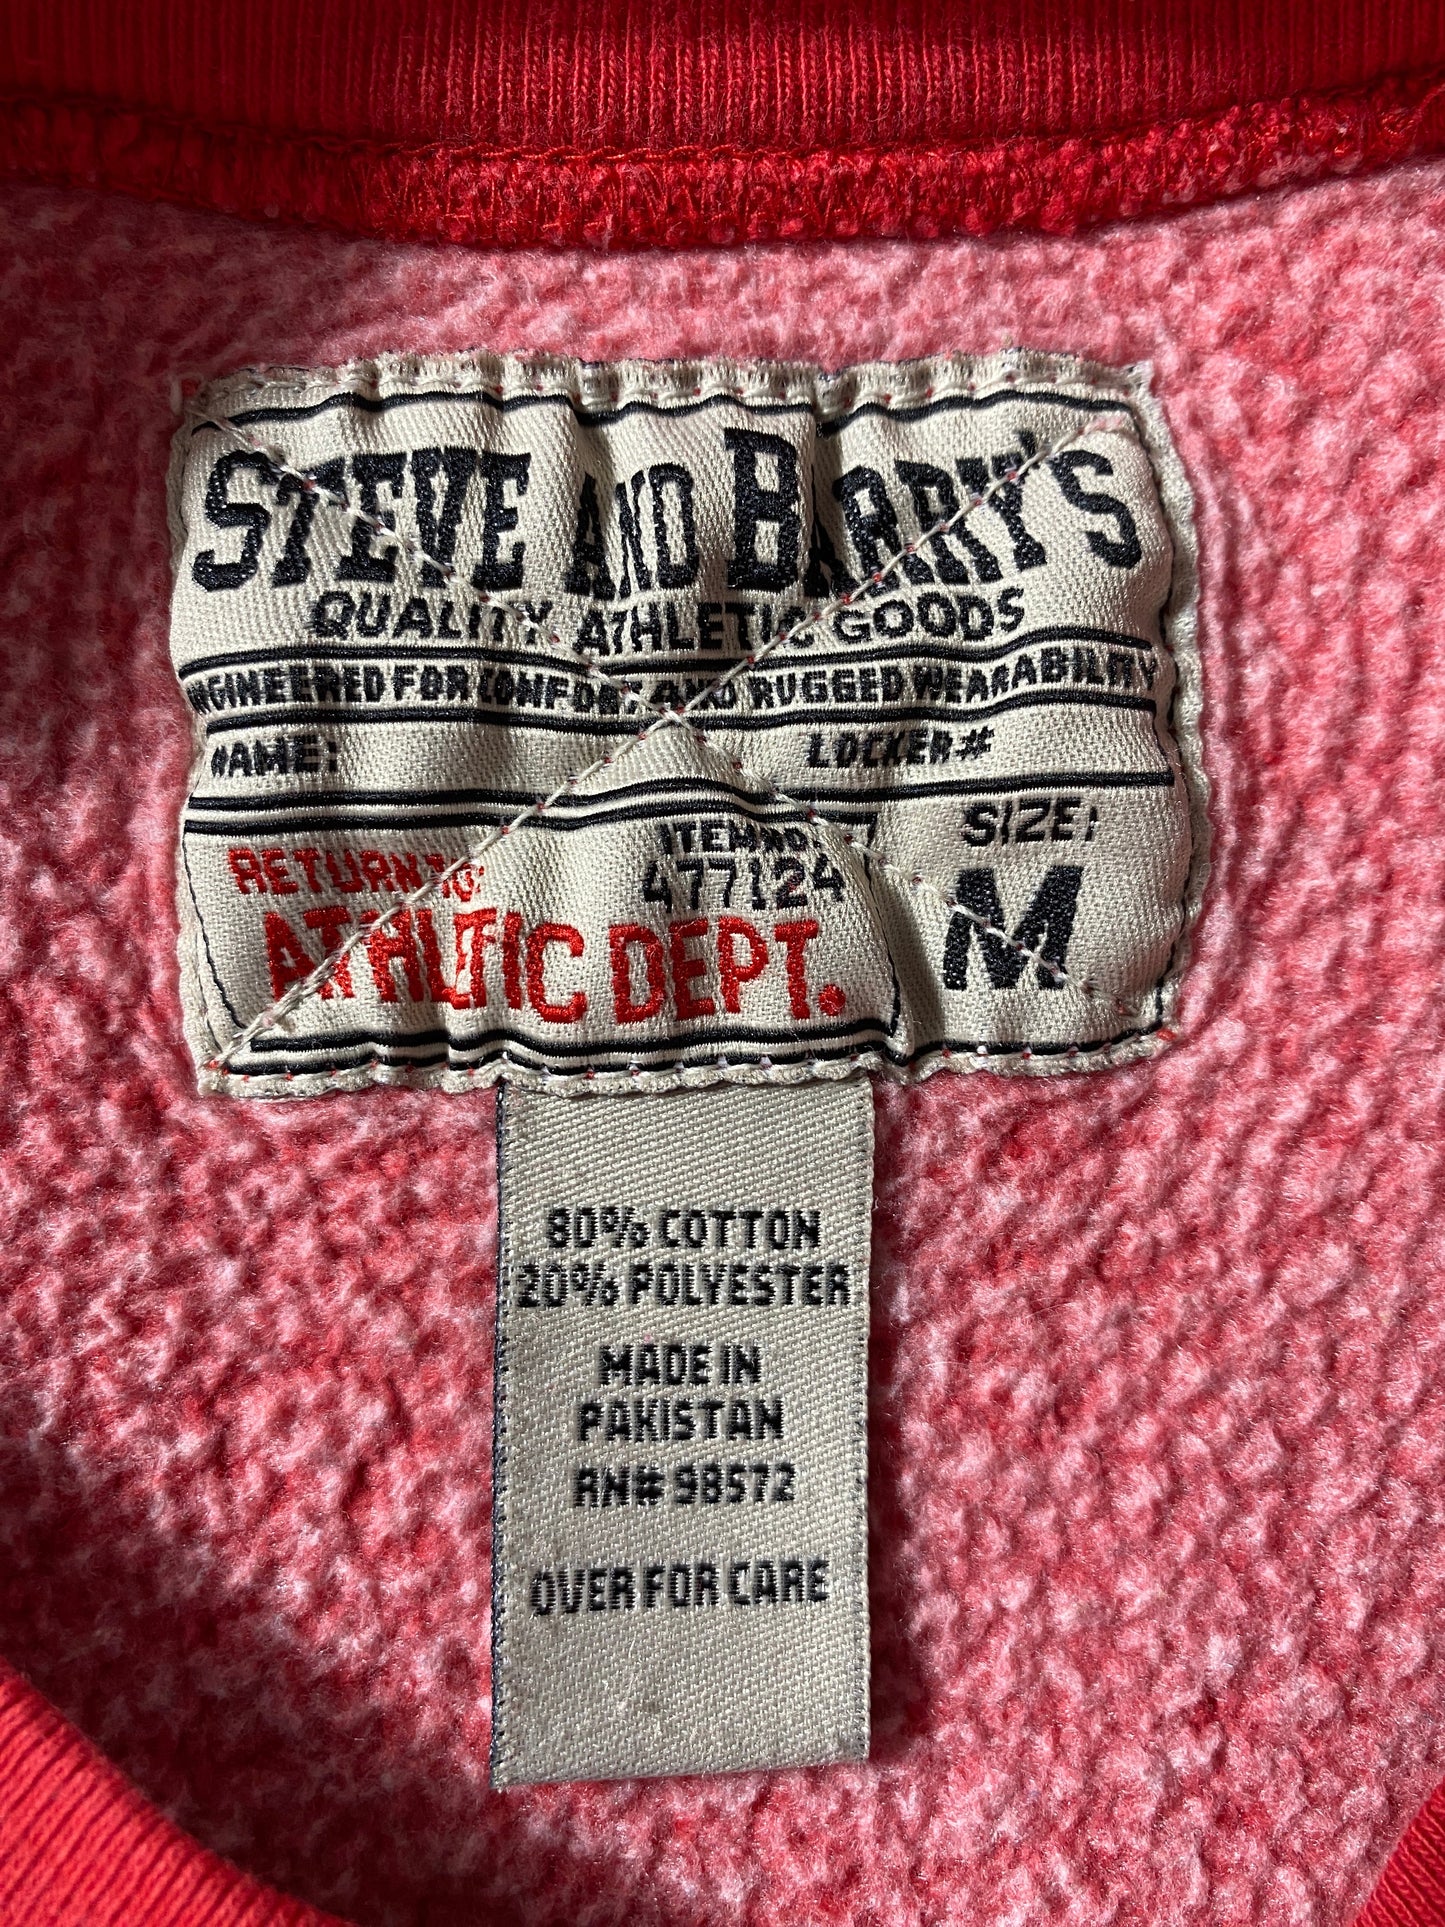 STEVE AND BARRY'S
QUALITY ATHLETIC GOODS
ENGINEERED FOR COMFORT AND RUGGED WEARABILITY
NAME: LOCKER#
RETURN TO: ITEM NO: SIZE:
ATHLETIC DEPT. 477124 M
80% COTTON
20% POLYESTER
MADE IN
PAKISTAN
RN# 98572
OVER FOR CARE